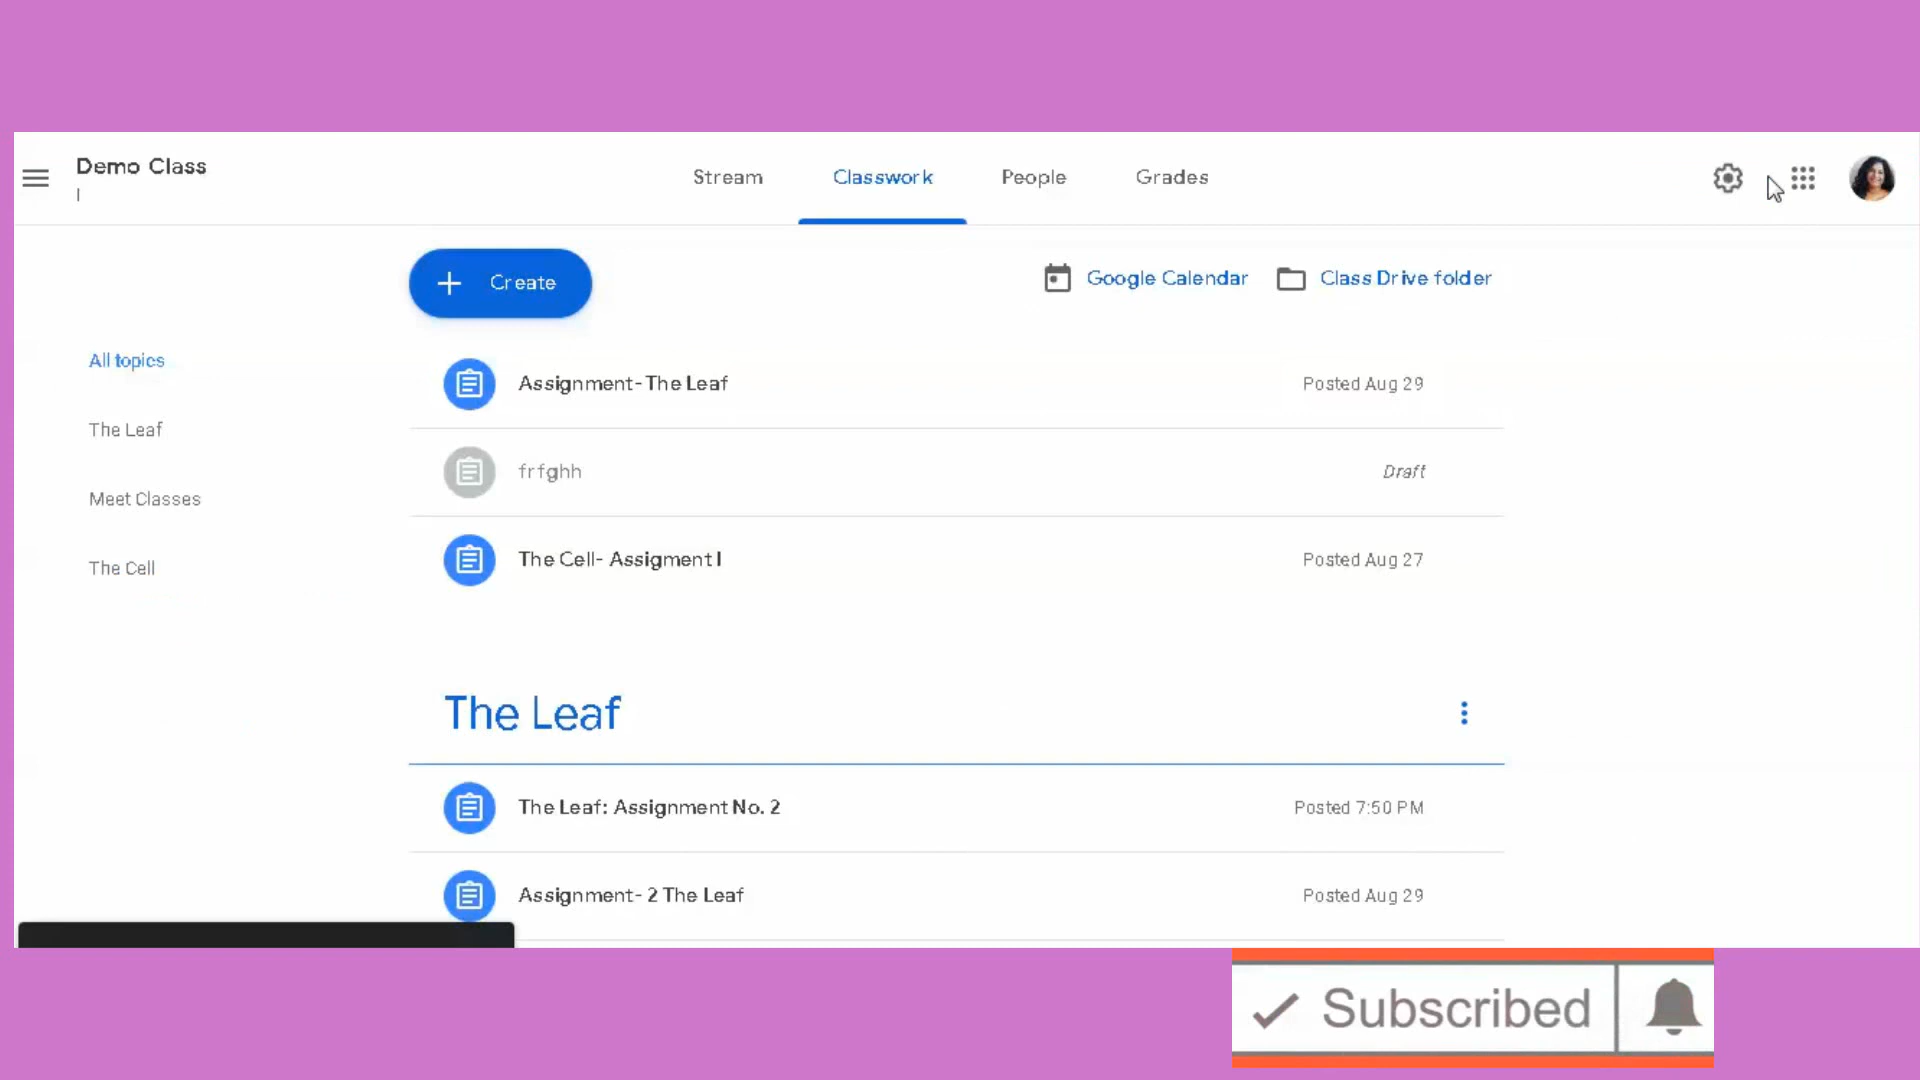 Demo Class
I
Stream
Classwork
People
Grades
Create
Google Calendar
Class Drive folder
All topics
The Leaf
Meet Classes
The Cell
Assignment- The Leaf
Posted Aug 29
frfghh
Draft
The Cell- Assigment I
Posted Aug 27
The Leaf
The Leaf: Assignment No. 2
Posted 7:50 PM
Assignment- 2 The Leaf
Posted Aug 29
Subscribed